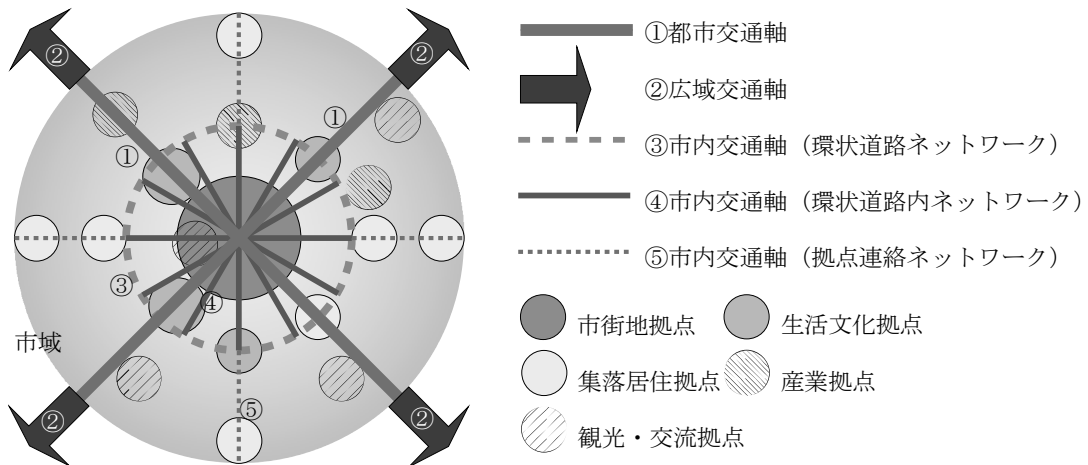 ②
②
①
①
③
④
市域
②
⑤
②
①都市交通軸
②広域交通軸
③市内交通軸（環状道路ネットワーク）
④市内交通軸（環状道路内ネットワーク）
⑤市内交通軸（拠点連絡ネットワーク）
市街地拠点
生活文化拠点
集落居住拠点
産業拠点
観光・交流拠点